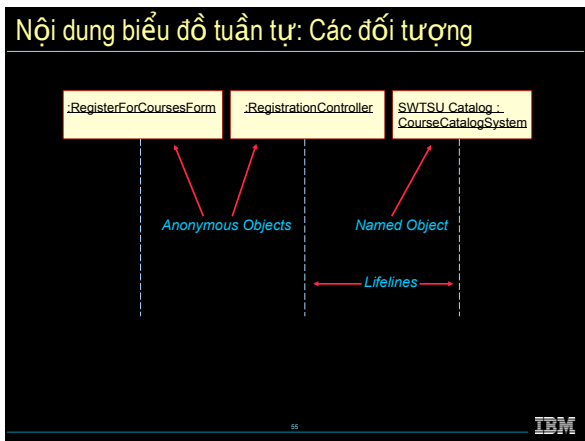 Nội dung biểu đồ tuần tự: Các đối tượng
:RegisterForCoursesForm
:RegistrationController
SWTSU Catalog :
CourseCatalogSystem
Anonymous Objects
Named Object
Lifelines
55
IBM